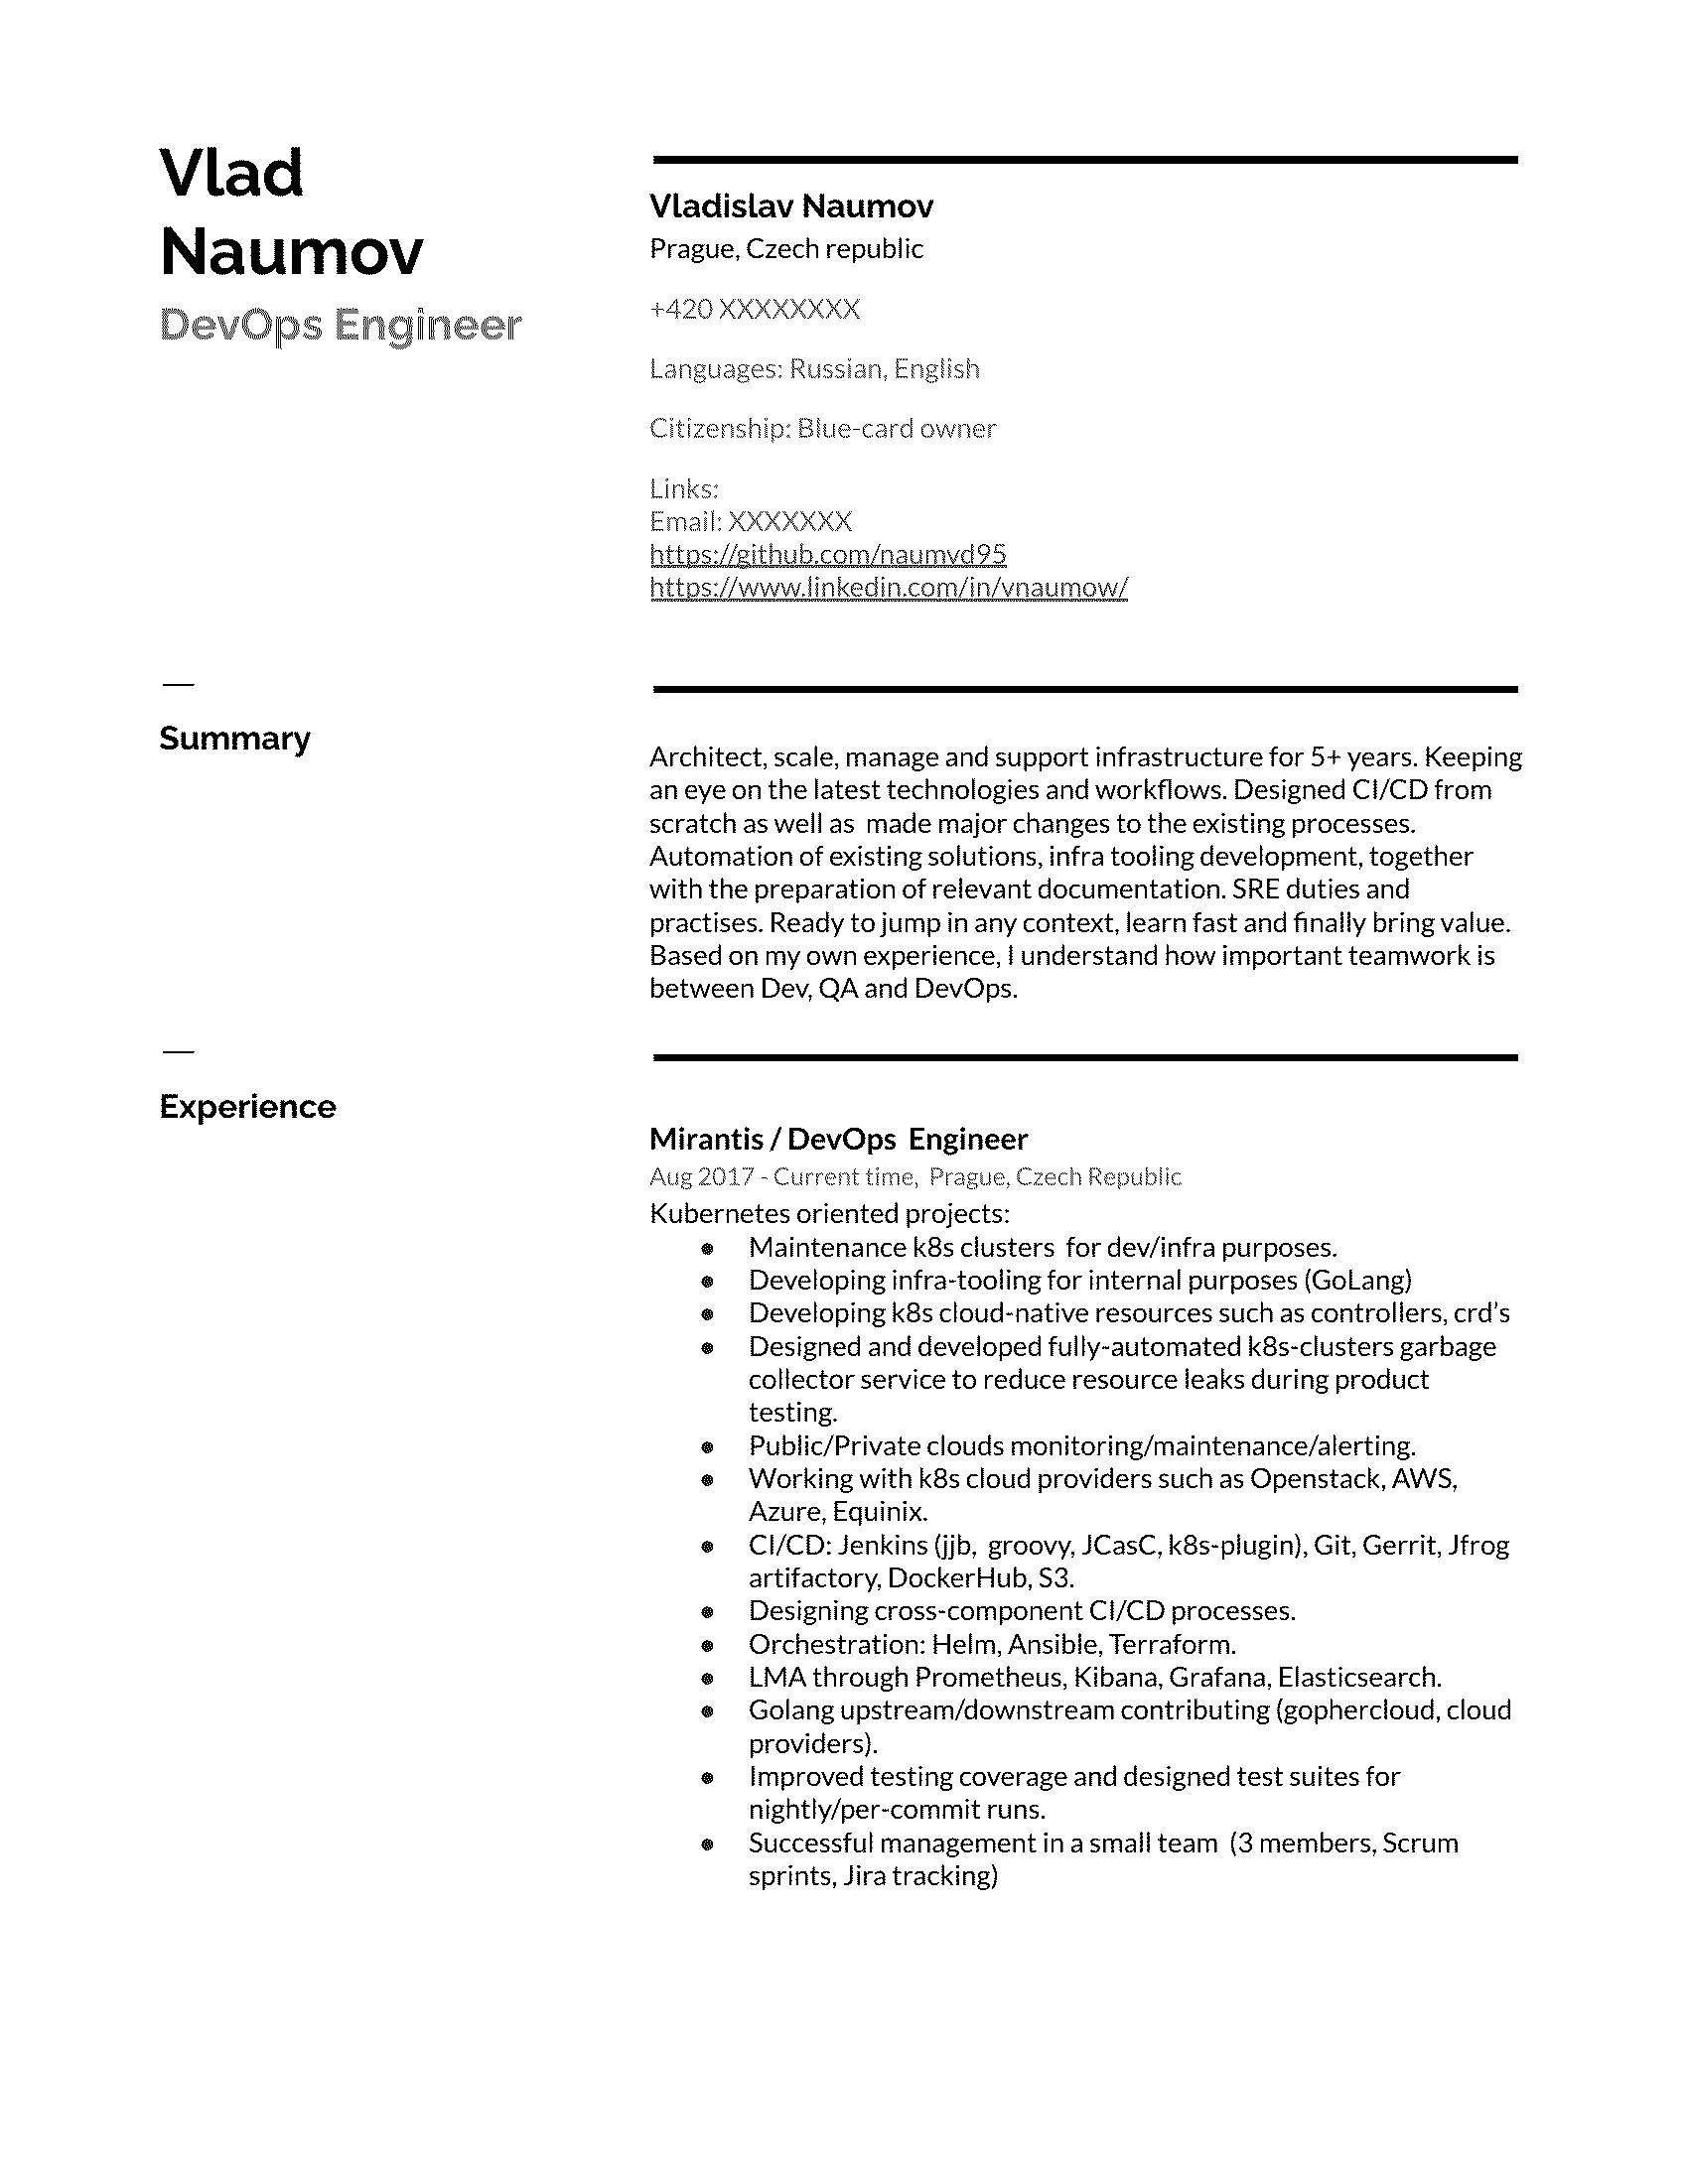 Vlad
Naumov
DevOps Engineer
Vladislav Naumov
Prague, Czech republic
+420 XXXXXXXX
Languages: Russian, English
Citizenship: Blue-card owner
Links:
Email: XXXXXXX
https://github.com/naumvd95
https://www.linkedin.com/in/vnaumow/
—
Summary
Architect, scale, manage and support infrastructure for 5+ years. Keeping
an eye on the latest technologies and workflows. Designed CI/CD from
scratch as well as  made major changes to the existing processes.
Automation of existing solutions, infra tooling development, together
with the preparation of relevant documentation. SRE duties and
practises. Ready to jump in any context, learn fast and finally bring value.
Based on my own experience, I understand how important teamwork is
between Dev, QA and DevOps.
—
Experience
Mirantis / DevOps  Engineer
Aug 2017 - Current time,  Prague, Czech Republic
Kubernetes oriented projects:
● Maintenance k8s clusters  for dev/infra purposes.
● Developing infra-tooling for internal purposes (GoLang)
● Developing k8s cloud-native resources such as controllers, crd’s
● Designed and developed fully-automated k8s-clusters garbage
collector service to reduce resource leaks during product
testing.
● Public/Private clouds monitoring/maintenance/alerting.
● Working with k8s cloud providers such as Openstack, AWS,
Azure, Equinix.
● CI/CD: Jenkins (jjb,  groovy, JCasC, k8s-plugin), Git, Gerrit, Jfrog
artifactory, DockerHub, S3.
● Designing cross-component CI/CD processes.
● Orchestration: Helm, Ansible, Terraform.
● LMA through Prometheus, Kibana, Grafana, Elasticsearch.
● Golang upstream/downstream contributing (gophercloud, cloud
providers).
● Improved testing coverage and designed test suites for
nightly/per-commit runs.
● Successful management in a small team  (3 members, Scrum
sprints, Jira tracking)